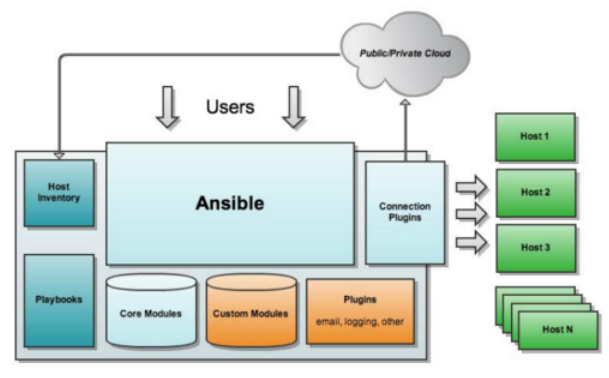 Public/Private Cloud
Users
Host
Inventory
Ansible
Connection
Plugins
Host 1
Host 2
Host 3
Host N
Playbooks
Core Modules
Custom Modules
Plugins
email, logging, other